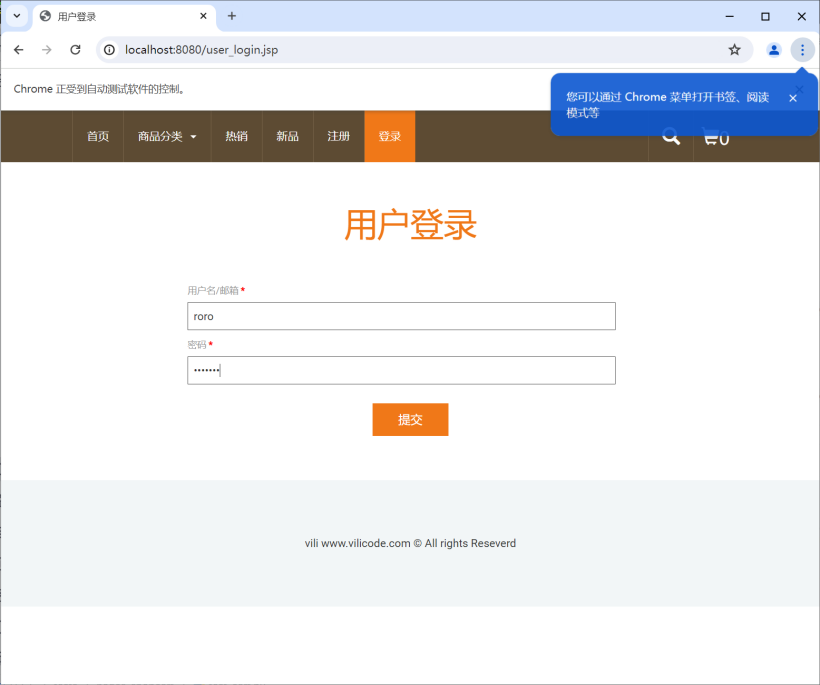 用户登录
localhost:8080/user_login.jsp
Chrome 正受到自动测试软件的控制。
您可以通过 Chrome 菜单打开书签、阅读
模式等
首页 商品分类 热销 新品 注册 登录 0
用户登录
用户名/邮箱 *
roro
密码 *
•••••••
提交
vili www.vilicode.com © All rights Reseverd